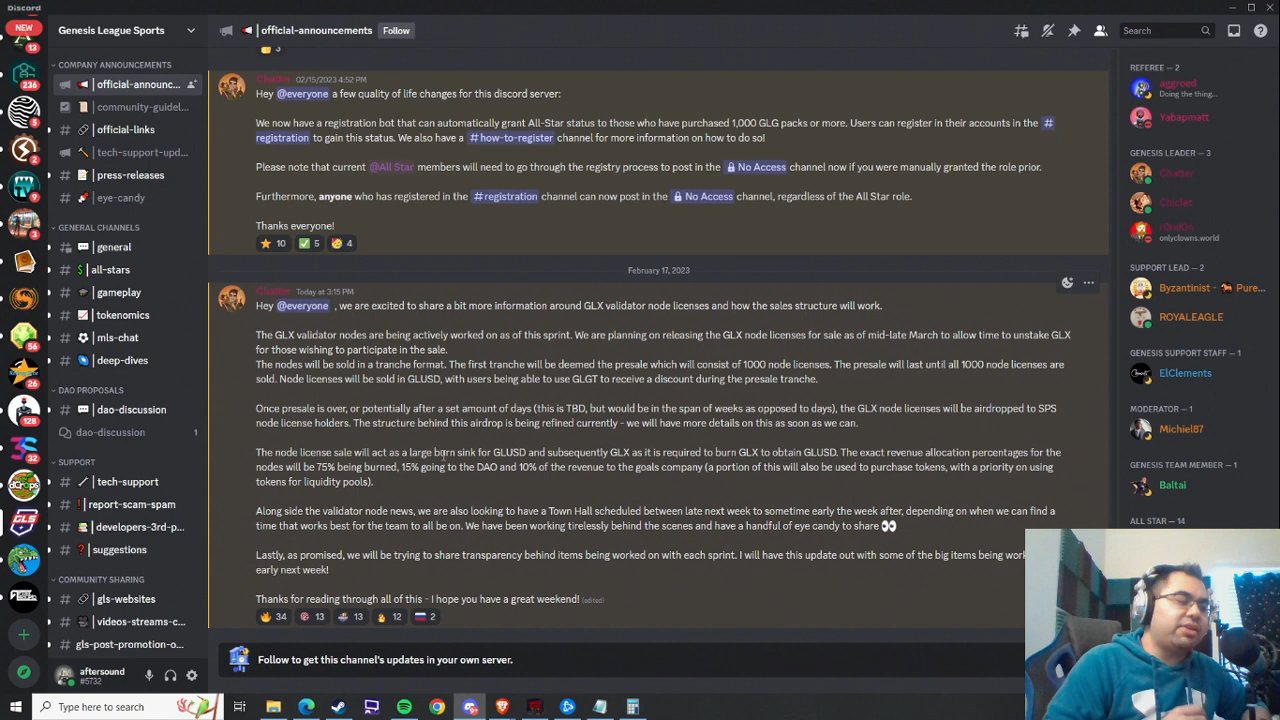 Discord
NEW
Genesis League Sports
| official-announcements
Follow
Search
13
236
5
2
9
3
56
26
128
32
COMPANY ANNOUNCEMENTS
| official-announc...
| community-guidel...
| official-links
| tech-support-upd...
| press-releases
| eye-candy
GENERAL CHANNELS
| general
| all-stars
| gameplay
| tokenomics
| mls-chat
| deep-dives
DAO PROPOSALS
| dao-discussion
dao-discussion 1
SUPPORT
| tech-support
| report-scam-spam
| developers-3rd-p...
| suggestions
COMMUNITY SHARING
| gls-websites
| videos-streams-c...
gls-post-promotion-o...
aftersound
#5732
3
Chatter 02/15/2023 4:52 PM
Hey @everyone a few quality of life changes for this discord server:
We now have a registration bot that can automatically grant All-Star status to those who have purchased 1,000 GLG packs or more. Users can register in their accounts in the #
registration to gain this status. We also have a #how-to-register channel for more information on how to do so!
Please note that current @All Star members will need to go through the registry process to post in the No Access channel now if you were manually granted the role prior.
Furthermore, anyone who has registered in the #registration channel can now post in the No Access channel, regardless of the All Star role.
Thanks everyone!
10 5 4
February 17, 2023
Chatter Today at 3:15 PM
Hey @everyone , we are excited to share a bit more information around GLX validator node licenses and how the sales structure will work.
The GLX validator nodes are being actively worked on as of this sprint. We are planning on releasing the GLX node licenses for sale as of mid-late March to allow time to unstake GLX
for those wishing to participate in the sale.
The nodes will be sold in a tranche format. The first tranche will be deemed the presale which will consist of 1000 node licenses. The presale will last until all 1000 node licenses are
sold. Node licenses will be sold in GLUSD, with users being able to use GLGT to receive a discount during the presale tranche.
Once presale is over, or potentially after a set amount of days (this is TBD, but would be in the span of weeks as opposed to days), the GLX node licenses will be airdropped to SPS
node license holders. The structure behind this airdrop is being refined currently - we will have more details on this as soon as we can.
The node license sale will act as a large burn sink for GLUSD and subsequently GLX as it is required to burn GLX to obtain GLUSD. The exact revenue allocation percentages for the
nodes will be 75% being burned, 15% going to the DAO and 10% of the revenue to the goals company (a portion of this will also be used to purchase tokens, with a priority on using
tokens for liquidity pools).
Along side the validator node news, we are also looking to have a Town Hall scheduled between late next week to sometime early the week after, depending on when we can find a
time that works best for the team to all be on. We have been working tirelessly behind the scenes and have a handful of eye candy to share
Lastly, as promised, we will be trying to share transparency behind items being worked on with each sprint. I will have this update out with some of the big items being wor
early next week!
Thanks for reading through all of this - I hope you have a great weekend! (edited)
34 13 13 12 2
Follow to get this channel's updates in your own server.
REFEREE — 2
aggroed
Doing the thing...
Yabapmatt
GENESIS LEADER — 3
Chatter
Chiclet
r0nd0n
onlyclowns.world
SUPPORT LEAD — 2
Byzantinist - Pure...
ROYALEAGLE
GENESIS SUPPORT STAFF — 1
ElClements
MODERATOR — 1
Michiel87
GENESIS TEAM MEMBER — 1
Baltai
ALL STAR — 14
Type here to search